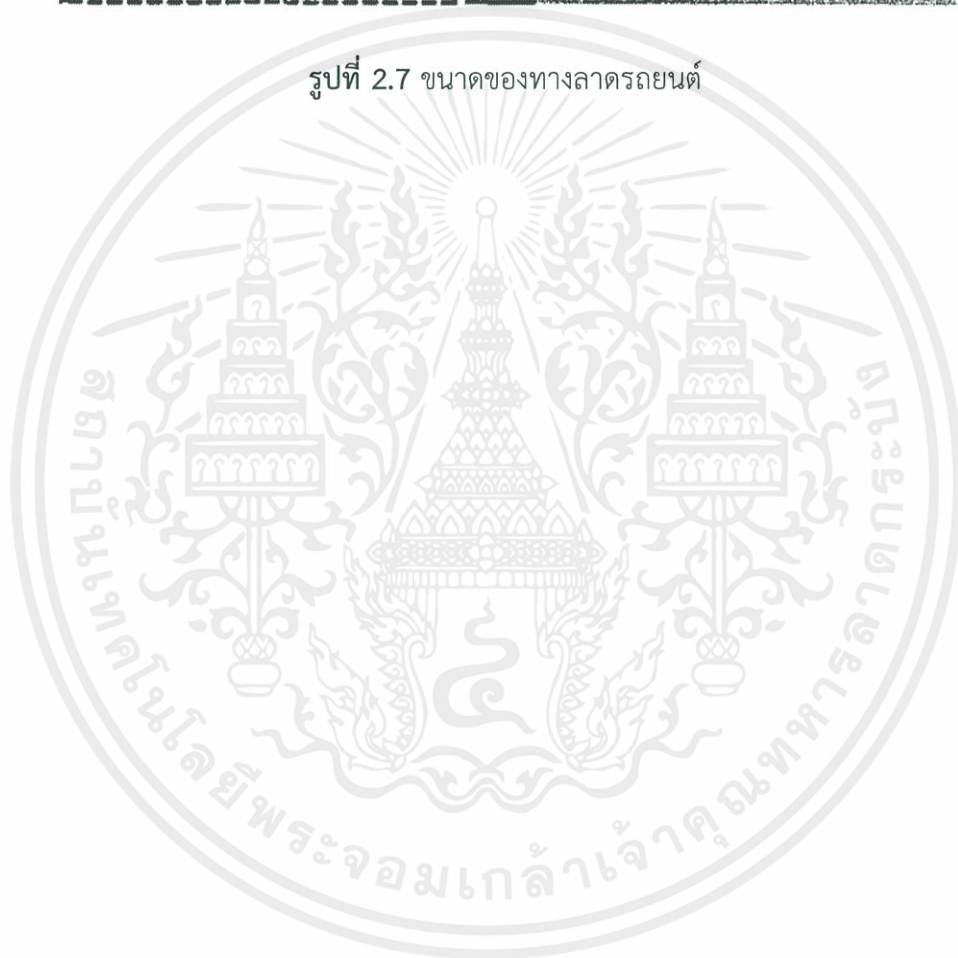 รูปที่ 2.7 ขนาดของทางลาดรถยนต์
สถาบันเทคโนโลยีพระจอมเกล้าเจ้าคุณทหารลาดกระบัง